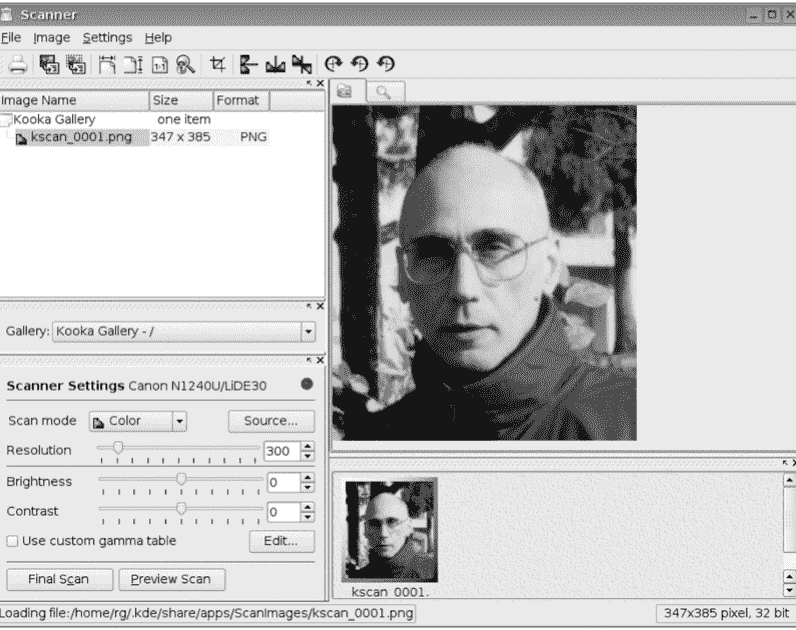 Scanner
File Image Settings Help
1:1
Image Name Size Format
Kooka Gallery one item
kscan_0001.png 347 x 385 PNG
Gallery: Kooka Gallery - /
Scanner Settings Canon N1240U/LiDE30
Scan mode Color Source...
Resolution 300
Brightness 0
Contrast 0
Use custom gamma table Edit...
Final Scan Preview Scan
kscan_0001.
Loading file:/home/rg/.kde/share/apps/ScanImages/kscan_0001.png 347x385 pixel, 32 bit